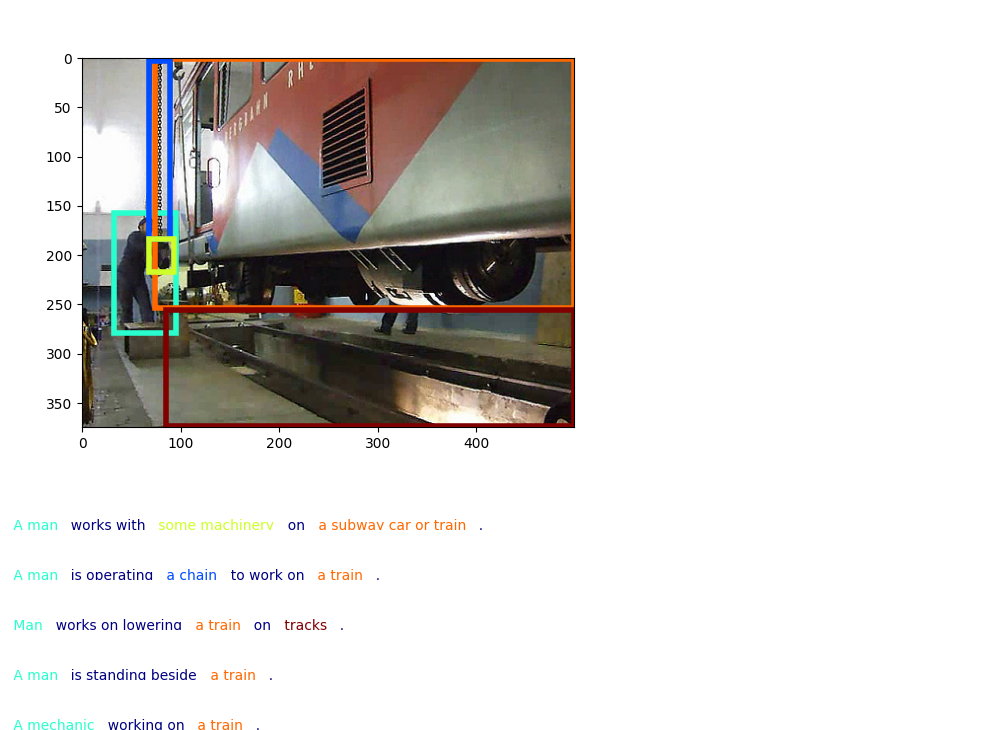 0
50
100
150
200
250
300
350
0 100 200 300 400
RHE
BERGBAHN
A man works with some machinery on a subway car or train .
A man is operating a chain to work on a train .
Man works on lowering a train on tracks .
A man is standing beside a train .
A mechanic working on a train .